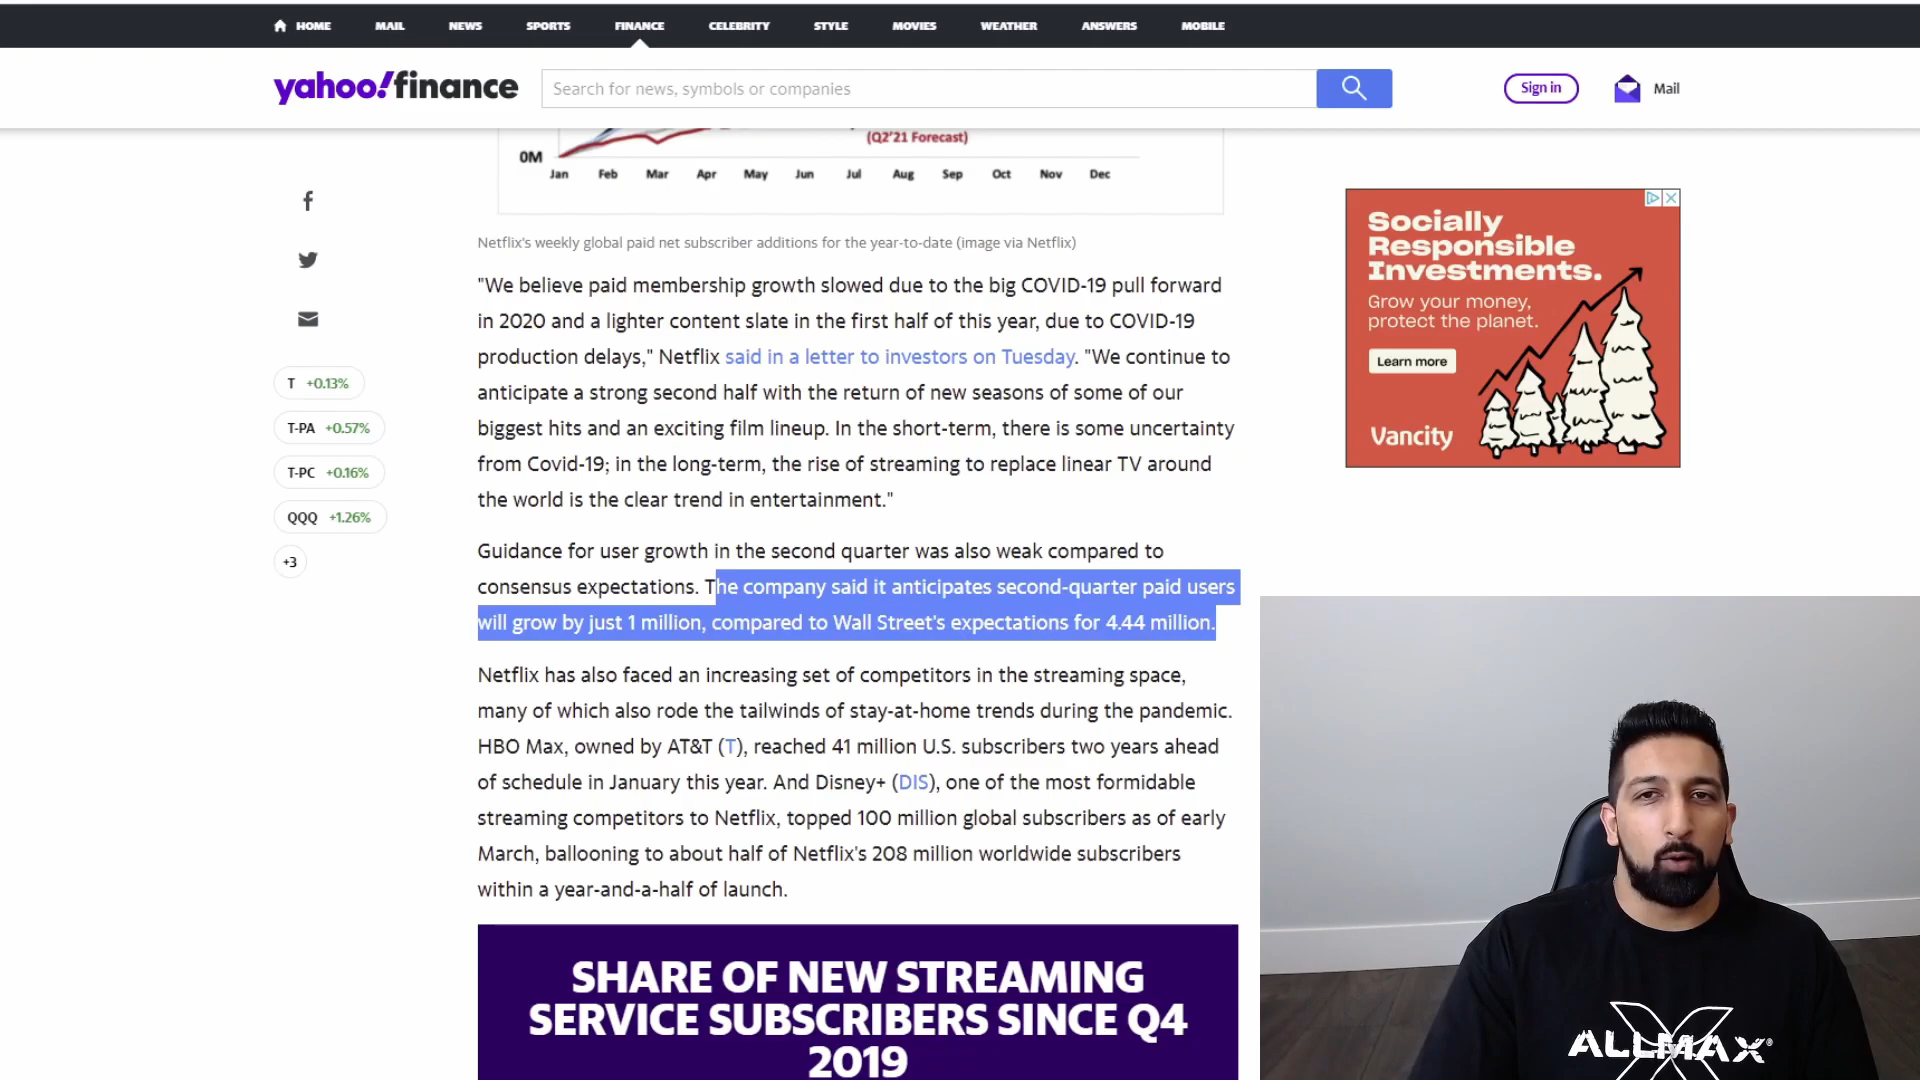 HOME MAIL NEWS SPORTS FINANCE CELEBRITY STYLE MOVIES WEATHER ANSWERS MOBILE
yahoo!finance
Search for news, symbols or companies
Sign in
Mail
(Q2'21 Forecast)
0M
Jan Feb Mar Apr May Jun Jul Aug Sep Oct Nov Dec
Netflix's weekly global paid net subscriber additions for the year-to-date (image via Netflix)
T +0.13%
T-PA +0.57%
T-PC +0.16%
QQQ +1.26%
+3
"We believe paid membership growth slowed due to the big COVID-19 pull forward
in 2020 and a lighter content slate in the first half of this year, due to COVID-19
production delays," Netflix said in a letter to investors on Tuesday. "We continue to
anticipate a strong second half with the return of new seasons of some of our
biggest hits and an exciting film lineup. In the short-term, there is some uncertainty
from Covid-19; in the long-term, the rise of streaming to replace linear TV around
the world is the clear trend in entertainment."
Guidance for user growth in the second quarter was also weak compared to
consensus expectations. The company said it anticipates second-quarter paid users
will grow by just 1 million, compared to Wall Street's expectations for 4.44 million.
Netflix has also faced an increasing set of competitors in the streaming space,
many of which also rode the tailwinds of stay-at-home trends during the pandemic.
HBO Max, owned by AT&T (T), reached 41 million U.S. subscribers two years ahead
of schedule in January this year. And Disney+ (DIS), one of the most formidable
streaming competitors to Netflix, topped 100 million global subscribers as of early
March, ballooning to about half of Netflix's 208 million worldwide subscribers
within a year-and-a-half of launch.
SHARE OF NEW STREAMING
SERVICE SUBSCRIBERS SINCE Q4
2019
Socially
Responsible
Investments.
Grow your money,
protect the planet.
Learn more
Vancity
ALLMAX®